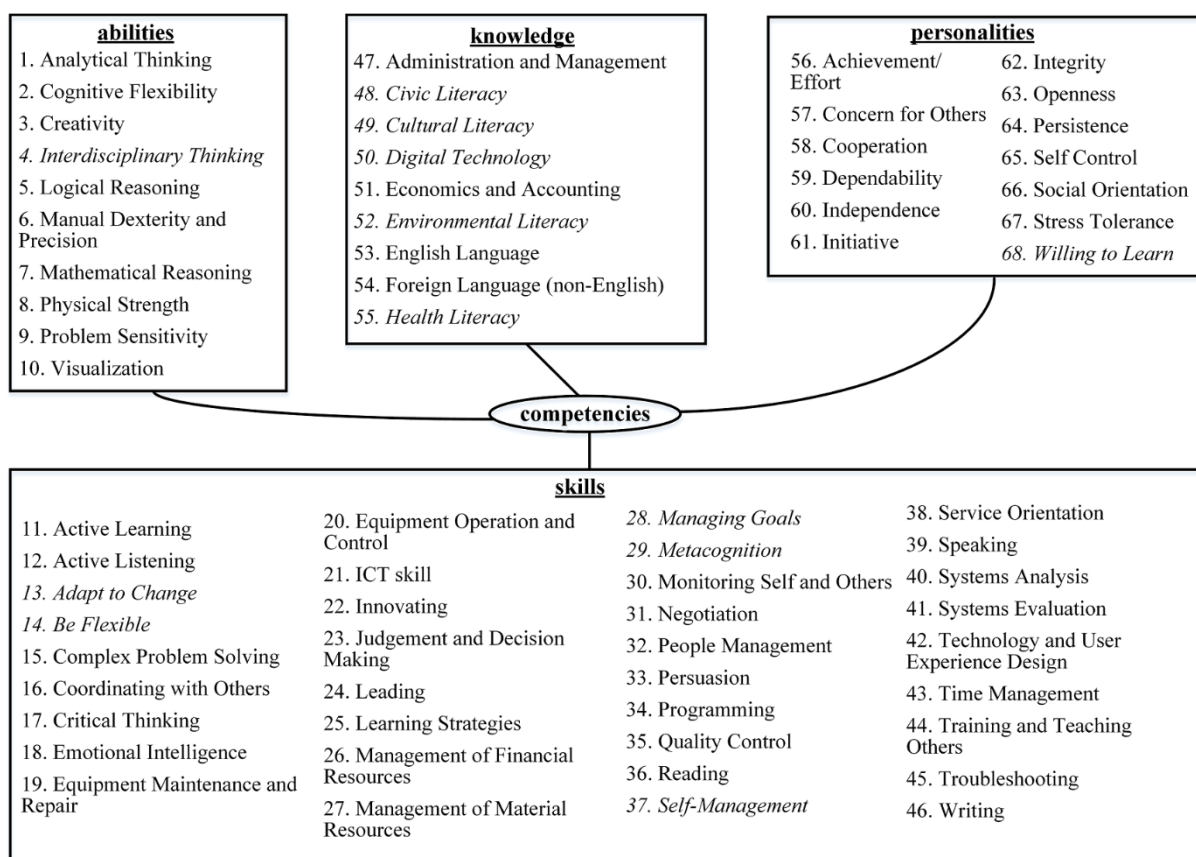 abilities
1. Analytical Thinking
2. Cognitive Flexibility
3. Creativity
4. Interdisciplinary Thinking
5. Logical Reasoning
6. Manual Dexterity and
Precision
7. Mathematical Reasoning
8. Physical Strength
9. Problem Sensitivity
10. Visualization
knowledge
47. Administration and Management
48. Civic Literacy
49. Cultural Literacy
50. Digital Technology
51. Economics and Accounting
52. Environmental Literacy
53. English Language
54. Foreign Language (non-English)
55. Health Literacy
personalities
56. Achievement/
Effort
57. Concern for Others
58. Cooperation
59. Dependability
60. Independence
61. Initiative
62. Integrity
63. Openness
64. Persistence
65. Self Control
66. Social Orientation
67. Stress Tolerance
68. Willing to Learn
competencies
skills
11. Active Learning
12. Active Listening
13. Adapt to Change
14. Be Flexible
15. Complex Problem Solving
16. Coordinating with Others
17. Critical Thinking
18. Emotional Intelligence
19. Equipment Maintenance and
Repair
20. Equipment Operation and
Control
21. ICT skill
22. Innovating
23. Judgement and Decision
Making
24. Leading
25. Learning Strategies
26. Management of Financial
Resources
27. Management of Material
Resources
28. Managing Goals
29. Metacognition
30. Monitoring Self and Others
31. Negotiation
32. People Management
33. Persuasion
34. Programming
35. Quality Control
36. Reading
37. Self-Management
38. Service Orientation
39. Speaking
40. Systems Analysis
41. Systems Evaluation
42. Technology and User
Experience Design
43. Time Management
44. Training and Teaching
Others
45. Troubleshooting
46. Writing